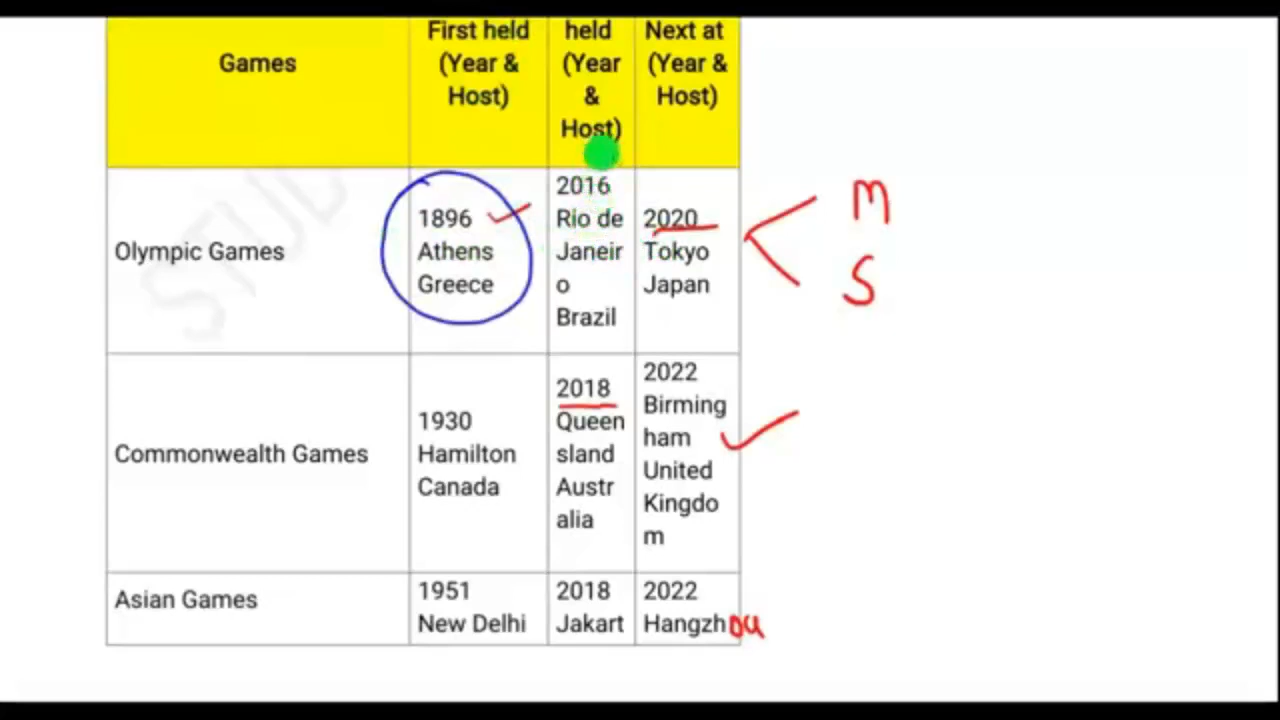 Games
First held
(Year &
Host)
held
(Year
&
Host)
Next at
(Year &
Host)
Olympic Games
1896
Athens
Greece
2016
Rio de
Janeir
o
Brazil
2020
Tokyo
Japan
M
S
Commonwealth Games
1930
Hamilton
Canada
2018
Queen
sland
Austr
alia
2022
Birming
ham
United
Kingdo
m
Asian Games
1951
New Delhi
2018
Jakart
2022
Hangzhou
STUD